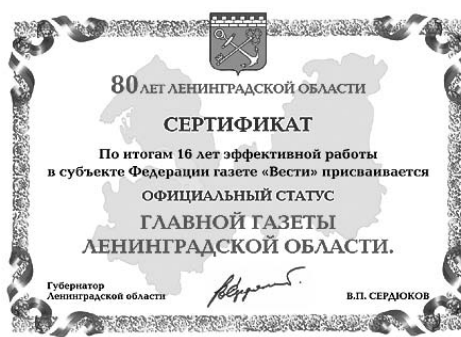 80 ЛЕТ ЛЕНИНГРАДСКОЙ ОБЛАСТИ
СЕРТИФИКАТ
По итогам 16 лет эффективной работы
в субъекте Федерации газете «Вести» присваивается
ОФИЦИАЛЬНЫЙ СТАТУС
ГЛАВНОЙ ГАЗЕТЫ
ЛЕНИНГРАДСКОЙ ОБЛАСТИ.
Губернатор
Ленинградской области
В.П. СЕРДЮКОВ